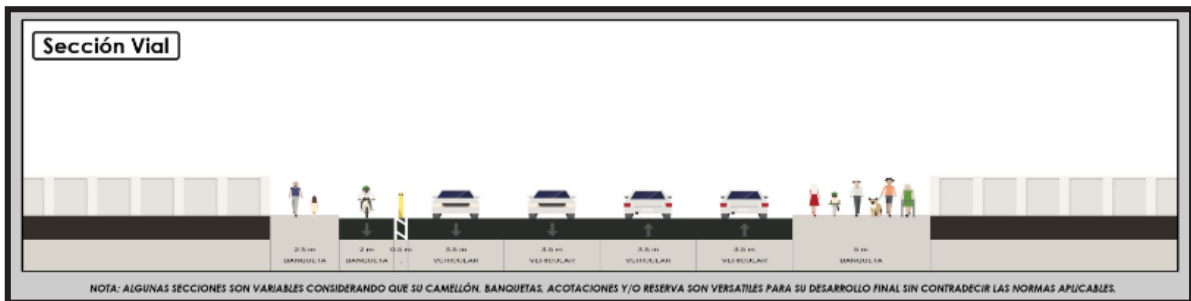 Sección Vial
2.5 m 2 m 0.5 m 3.5 m 3.5 m 3.5 m 3.5 m 5 m
BANQUETA BANQUETA - VEHICULAR VEHICULAR VEHICULAR VEHICULAR BANQUETA
NOTA: ALGUNAS SECCIONES SON VARIABLES CONSIDERANDO QUE SU CAMELLÓN, BANQUETAS, ACOTACIONES Y/O RESERVA SON VERSATILES PARA SU DESARROLLO FINAL SIN CONTRADECIR LAS NORMAS APLICABLES.